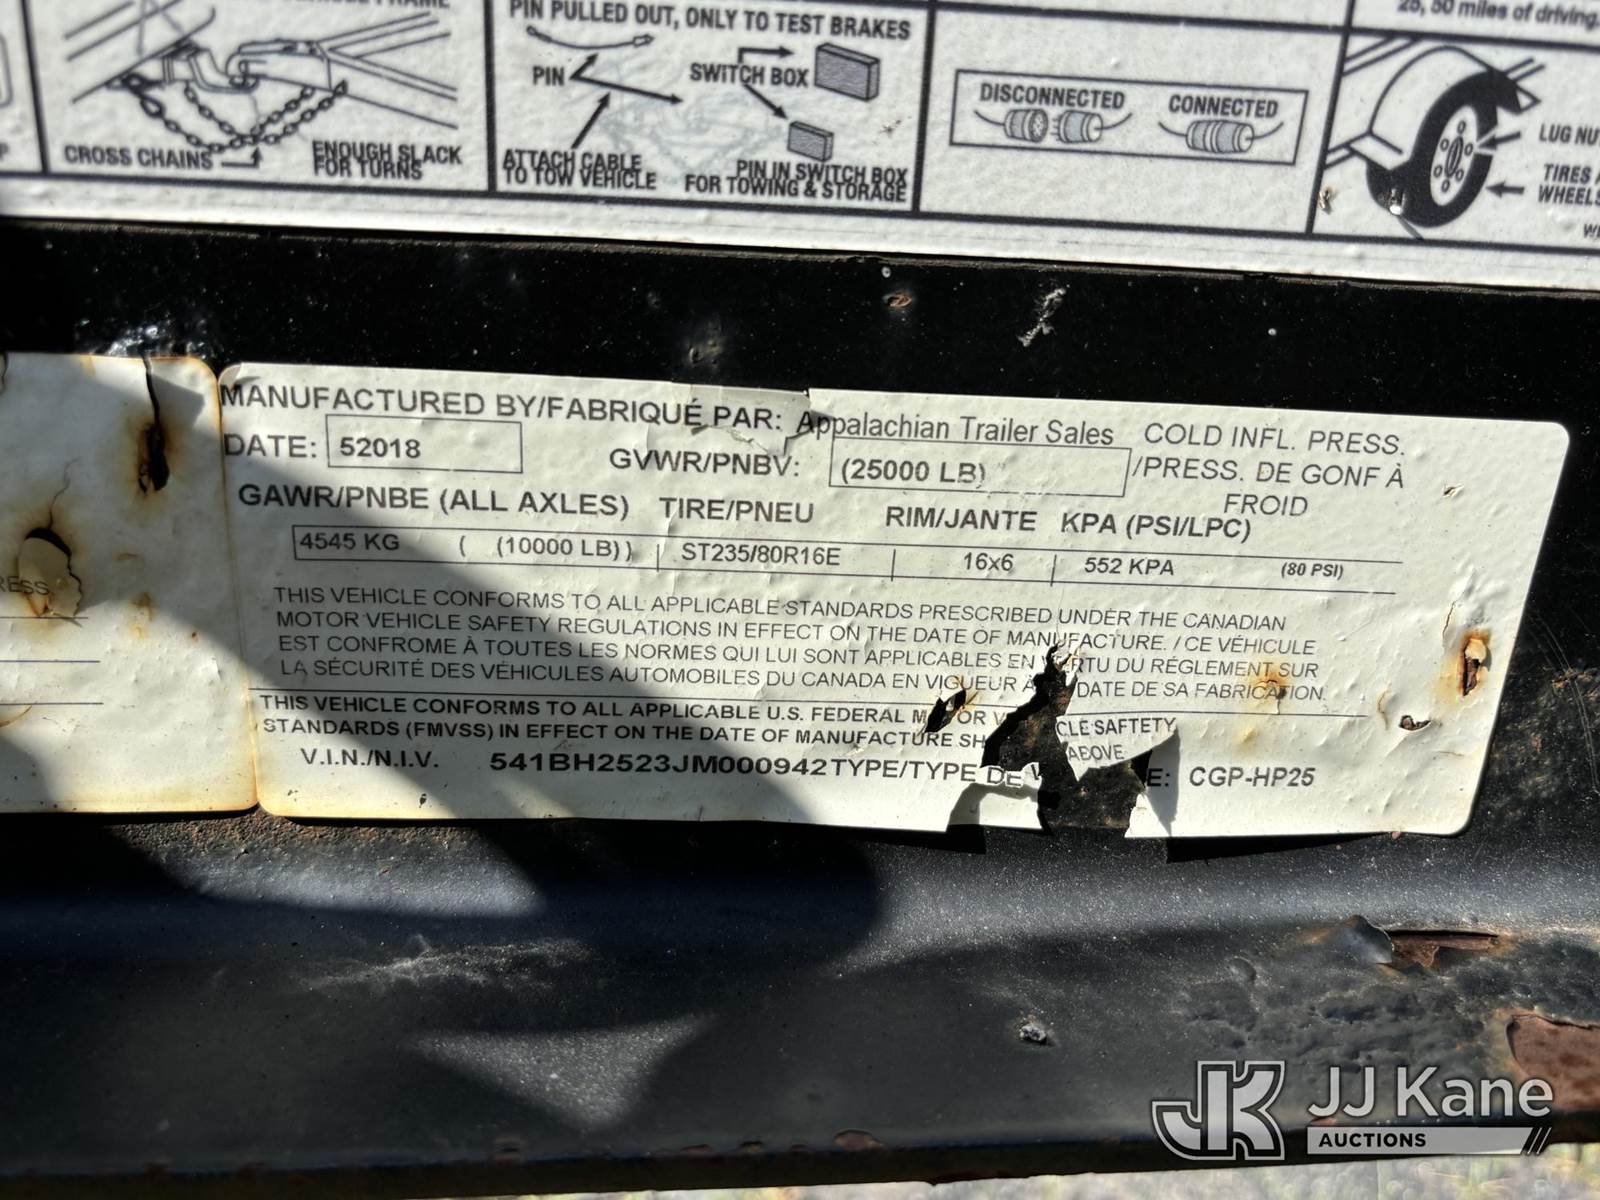 25, 50 miles of driving.
PIN PULLED OUT, ONLY TO TEST BRAKES
PIN
SWITCH BOX
ATTACH CABLE
TO TOW VEHICLE
PIN IN SWITCH BOX
FOR TOWING & STORAGE
CROSS CHAINS
ENOUGH SLACK
FOR TURNS
DISCONNECTED
CONNECTED
LUG NU
TIRES
WHEELS
MANUFACTURED BY/FABRIQUÉ PAR: Appalachian Trailer Sales
COLD INFL. PRESS.
/PRESS. DE GONF À
FROID
DATE: 52018
GVWR/PNBV: (25000 LB)
GAWR/PNBE (ALL AXLES) TIRE/PNEU RIM/JANTE KPA (PSI/LPC)
4545 KG ( (10000 LB) ) ST235/80R16E 16x6 552 KPA (80 PSI)
THIS VEHICLE CONFORMS TO ALL APPLICABLE STANDARDS PRESCRIBED UNDER THE CANADIAN
MOTOR VEHICLE SAFETY REGULATIONS IN EFFECT ON THE DATE OF MANUFACTURE. / CE VÉHICULE
EST CONFROME À TOUTES LES NORMES QUI LUI SONT APPLICABLES EN VERTU DU RÉGLEMENT SUR
LA SÉCURITÉ DES VÉHICULES AUTOMOBILES DU CANADA EN VIGUEUR À DATE DE SA FABRICATION.
THIS VEHICLE CONFORMS TO ALL APPLICABLE U.S. FEDERAL M OR V CLE SAFTETY
STANDARDS (FMVSS) IN EFFECT ON THE DATE OF MANUFACTURE SH ABOVE
V.I.N./N.I.V. 541BH2523JM000942 TYPE/TYPE DE V E: CGP-HP25
RESS
JK JJ Kane
AUCTIONS